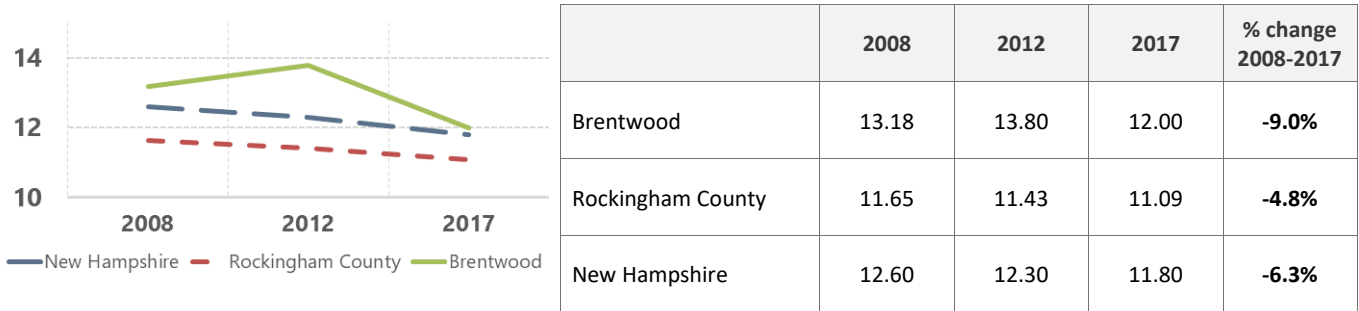 14
12
10
2008 2012 2017
New Hampshire Rockingham County Brentwood
2008 2012 2017 % change
2008-2017
Brentwood 13.18 13.80 12.00 -9.0%
Rockingham County 11.65 11.43 11.09 -4.8%
New Hampshire 12.60 12.30 11.80 -6.3%